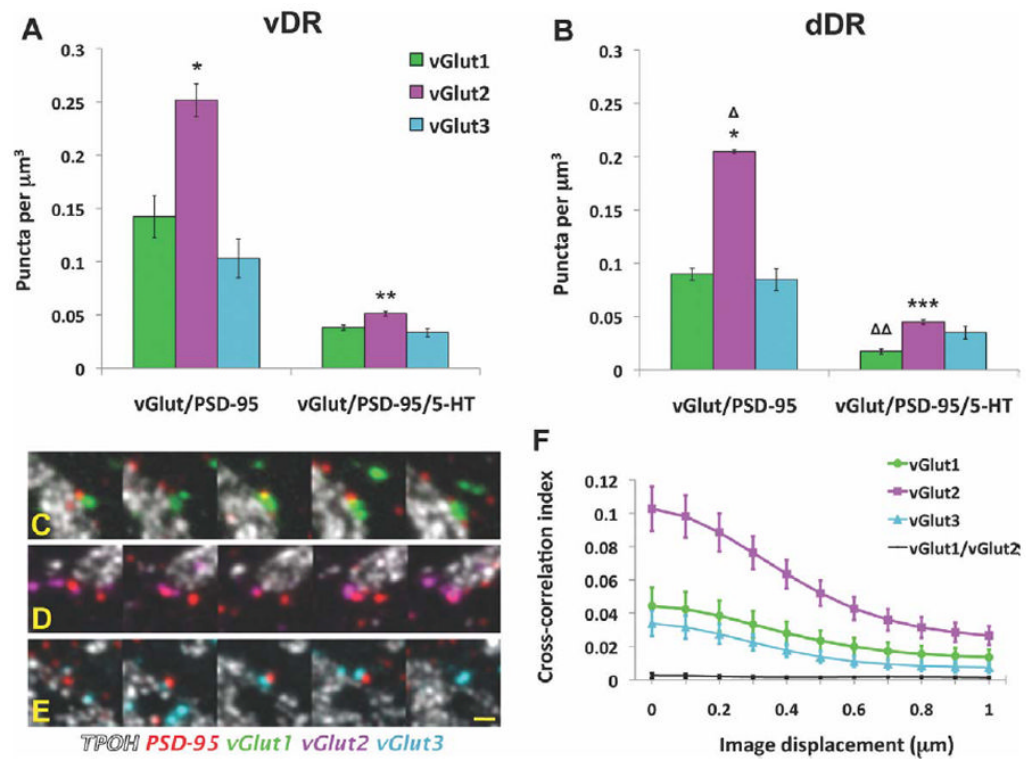 A
vDR
0.3
0.25
0.2
0.15
0.1
0.05
0
Puncta per μm³
*
**
vGlut1
vGlut2
vGlut3
vGlut/PSD-95
vGlut/PSD-95/5-HT
B
dDR
0.3
0.25
0.2
0.15
0.1
0.05
0
Puncta per μm³
Δ
*
ΔΔ
***
vGlut/PSD-95
vGlut/PSD-95/5-HT
C
D
E
TPOH PSD-95 vGlut1 vGlut2 vGlut3
F
vGlut1
vGlut2
vGlut3
vGlut1/vGlut2
Cross-correlation index
0.12
0.1
0.08
0.06
0.04
0.02
0
0
0.2
0.4
0.6
0.8
1
Image displacement (μm)